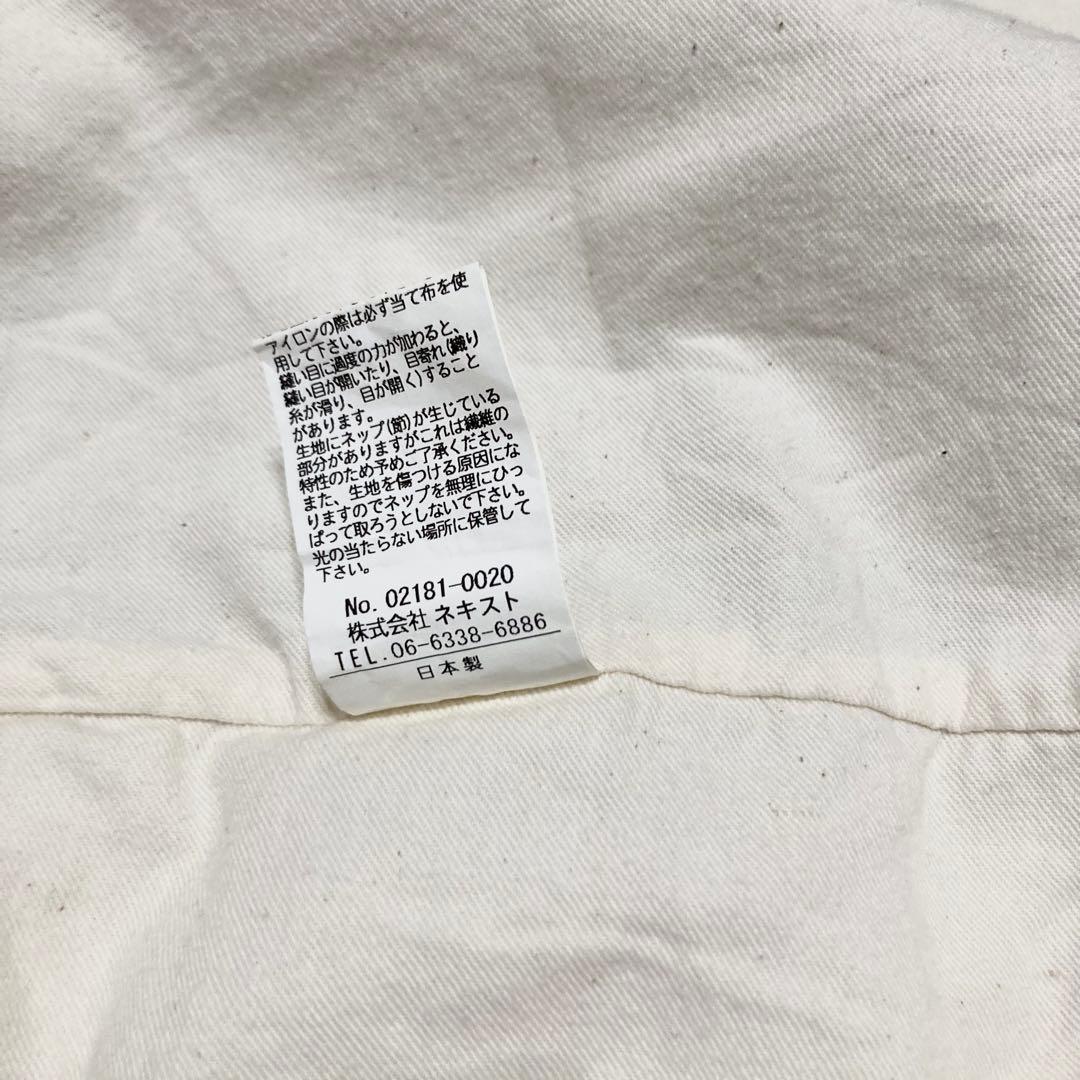 アイロンの際は必ず当て布を使
用して下さい。
縫い目に過度の力が加わると、
縫い目が開いたり、目寄れ(織り
糸が滑り、目が開く)すること
があります。
生地にネップ(節)が生じている
部分がありますがこれは繊維の
特性のため予めご了承ください。
また、生地を傷つける原因にな
りますのでネップを無理にひっ
ぱって取ろうとしないで下さい。
光の当たらない場所に保管して
下さい。
No. 02181-0020
株式会社 ネキスト
TEL. 06-6338-6886
日本製